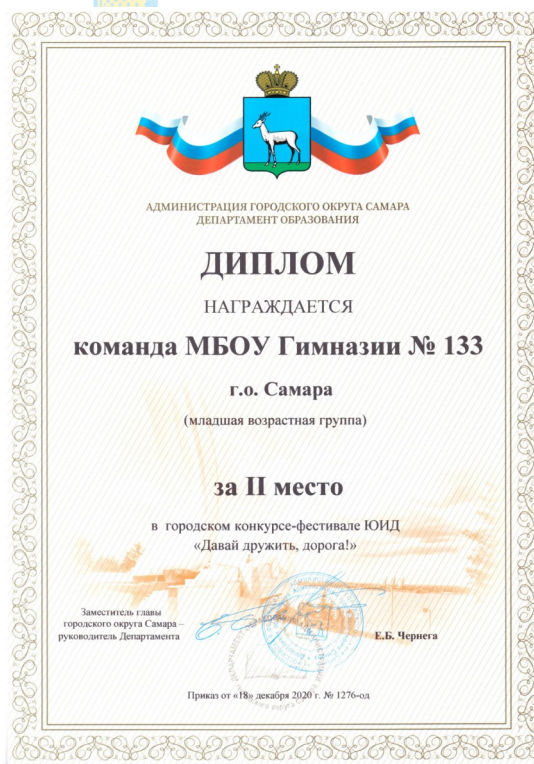 АДМИНИСТРАЦИЯ ГОРОДСКОГО ОКРУГА САМАРА
ДЕПАРТАМЕНТ ОБРАЗОВАНИЯ
ДИПЛОМ
НАГРАЖДАЕТСЯ
команда МБОУ Гимназии № 133
г.о. Самара
(младшая возрастная группа)
за II место
в городском конкурсе-фестивале ЮИД
«Давай дружить, дорога!»
Заместитель главы
городского округа Самара –
руководитель Департамента
Е.Б. Чернега
Приказ от «18» декабря 2020 г. № 1276-од